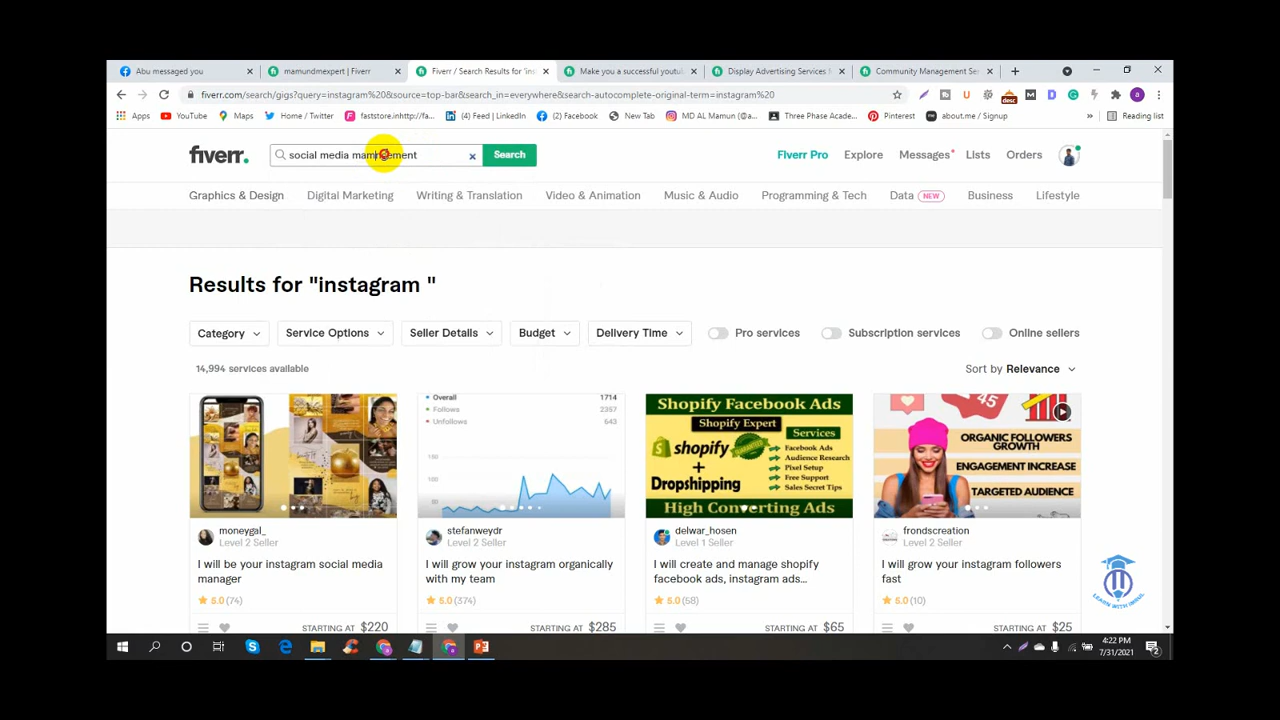 Abu messaged you
mamundmexpert | Fiverr
Fiverr / Search Results for 'ins
Make you a successful youtul
Display Advertising Services
Community Management Ser
fiverr.com/search/gigs?query=instagram%20&source=top-bar&search_in=everywhere&search-autocomplete-original-term=instagram%20
Apps
YouTube
Maps
Home / Twitter
faststore.inhttp://fa...
(4) Feed | LinkedIn
(2) Facebook
New Tab
MD AL Mamun (@a...
Three Phase Acade...
Pinterest
about.me / Signup
»
Reading list
fiverr.
social media
Search
Fiverr Pro
Explore
Messages
Lists
Orders
Graphics & Design
Digital Marketing
Writing & Translation
Video & Animation
Music & Audio
Programming & Tech
Data NEW
Business
Lifestyle
Results for "instagram "
Category
Service Options
Seller Details
Budget
Delivery Time
Pro services
Subscription services
Online sellers
14,994 services available
Sort by Relevance
Overall 1714
Follows 2357
Unfollows 643
150
100
50
Shopify Facebook Ads
Shopify Expert
Services
shopify
+
Dropshipping
Facebook Ads
Audience Research
Pixel Setup
Free Support
Sales Secret Tips
High Converting Ads
45
ORGANIC FOLLOWERS
GROWTH
ENGAGEMENT INCREASE
TARGETED AUDIENCE
moneygal_
Level 2 Seller
I will be your instagram social media
manager
5.0 (74)
STARTING AT $220
stefanweydr
Level 2 Seller
I will grow your instagram organically
with my team
5.0 (374)
STARTING AT $285
delwar_hosen
Level 1 Seller
I will create and manage shopify
facebook ads, instagram ads...
5.0 (58)
STARTING AT $65
frondscreation
Level 2 Seller
I will grow your instagram followers
fast
5.0 (10)
STARTING AT $25
4:22 PM
7/31/2021